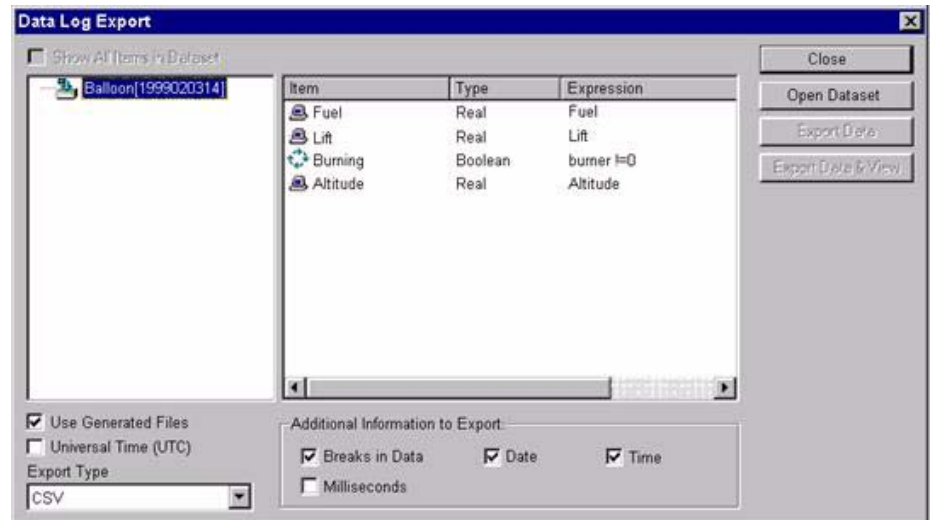 Data Log Export
Show All Items in Dataset
Balloon[1999020314]
Item Type Expression
Fuel Real Fuel
Lift Real Lift
Burning Boolean burner !=0
Altitude Real Altitude
Close
Open Dataset
Export Data
Export Data & View
Use Generated Files
Universal Time (UTC)
Export Type
CSV
Additional Information to Export:
Breaks in Data Date Time
Milliseconds